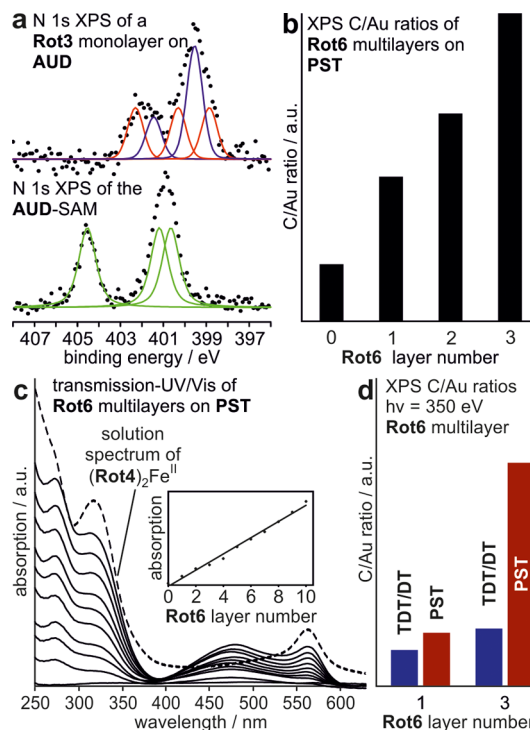 a
N 1s XPS of a
Rot3 monolayer on
AUD
N 1s XPS of the
AUD-SAM
407 405 403 401 399 397
binding energy / eV
b
XPS C/Au ratios of
Rot6 multilayers on
PST
C/Au ratio / a.u.
0 1 2 3
Rot6 layer number
c
transmission-UV/Vis of
Rot6 multilayers on PST
solution
spectrum of
(Rot4)₂Feᴵᴵ
absorption / a.u.
absorption
0 2 4 6 8 10
Rot6 layer number
250 300 350 400 450 500 550 600
wavelength / nm
d
XPS C/Au ratios
hν = 350 eV
Rot6 multilayer
C/Au ratio / a.u.
TDT/DT
PST
TDT/DT
PST
1 3
Rot6 layer number